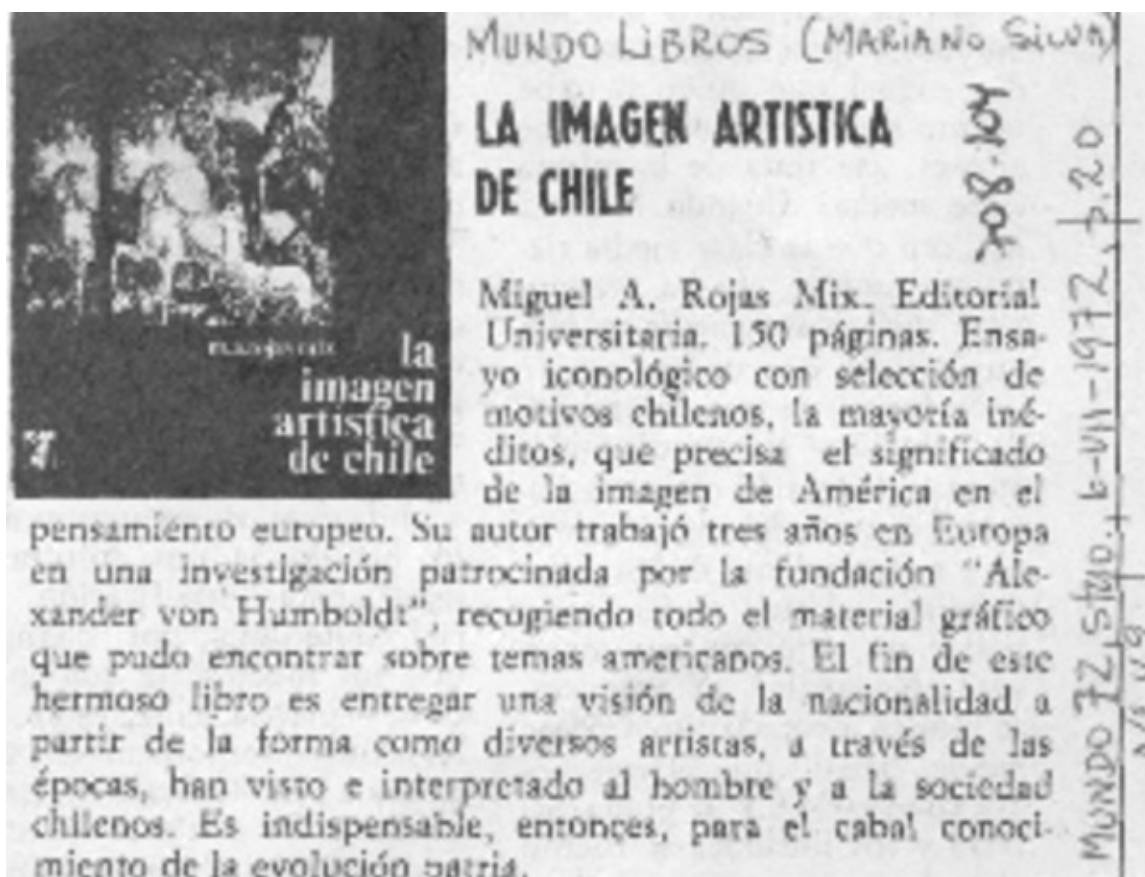 MUNDO LIBROS (MARIANO SILVA)
LA IMAGEN ARTISTICA
DE CHILE
la
imagen
artística
de chile
Miguel A. Rojas Mix. Editorial
Universitaria. 150 páginas. Ensa-
yo iconológico con selección de
motivos chilenos, la mayoría iné-
ditos, que precisa el significado
de la imagen de América en el
pensamiento europeo. Su autor trabajó tres años en Europa
en una investigación patrocinada por la fundación "Ale-
xander von Humboldt", recogiendo todo el material gráfico
que pudo encontrar sobre temas americanos. El fin de este
hermoso libro es entregar una visión de la nacionalidad a
partir de la forma como diversos artistas, a través de las
épocas, han visto e interpretado al hombre y a la sociedad
chilenos. Es indispensable, entonces, para el cabal conoci-
miento de la evolución patria.
MUNDO 72, Stgo., 6-VII-1972, p.20